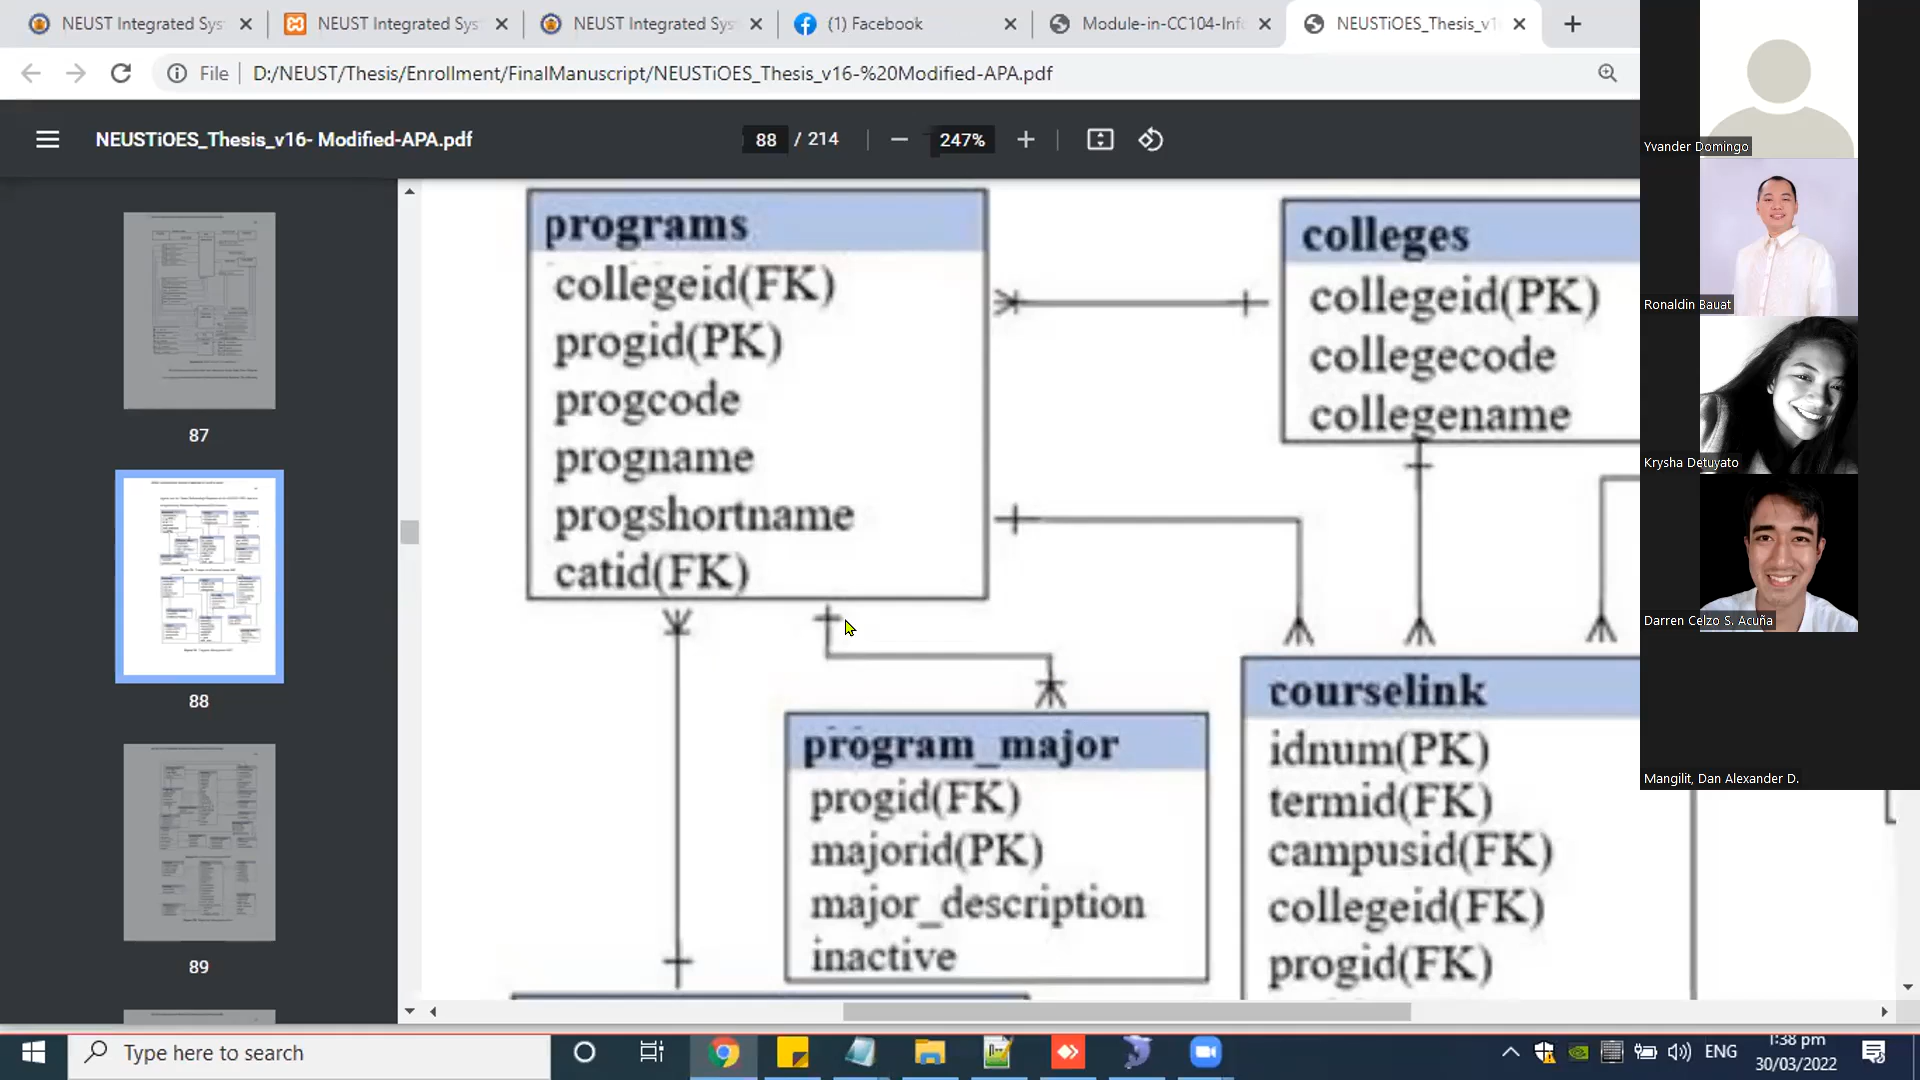 NEUST Integrated Sys
NEUST Integrated Sys
NEUST Integrated Sys
(1) Facebook
Module-in-CC104-Info
NEUSTiOES_Thesis_v1
File
D:/NEUST/Thesis/Enrollment/FinalManuscript/NEUSTiOES_Thesis_v16-%20Modified-APA.pdf
NEUSTiOES_Thesis_v16- Modified-APA.pdf
88 / 214
247%
87
88
89
programs
collegeid(FK)
progid(PK)
progcode
progname
progshortname
catid(FK)
colleges
collegeid(PK)
collegecode
collegename
program_major
progid(FK)
majorid(PK)
major_description
inactive
courselink
idnum(PK)
termid(FK)
campusid(FK)
collegeid(FK)
progid(FK)
Yvander Domingo
Ronaldin Bauat
Krysha Detuyato
Darren Celzo S. Acuña
Mangilit, Dan Alexander D.
Type here to search
ENG
1:38 pm
30/03/2022